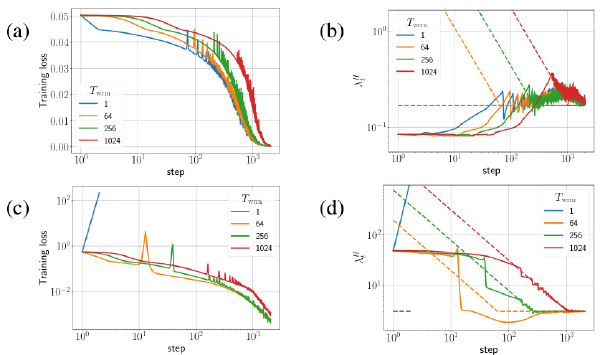 (a)
Training loss
0.05
0.04
0.03
0.02
0.01
0.00
T_wrm
1
64
256
1024
10^0
10^1
10^2
10^3
step
(b)
λ_t^H
10^0
10^-1
T_wrm
1
64
256
1024
10^0
10^1
10^2
10^3
step
(c)
Training loss
10^2
10^0
10^-2
T_wrm
1
64
256
1024
10^0
10^1
10^2
10^3
step
(d)
λ_t^H
10^2
10^1
T_wrm
1
64
256
1024
10^0
10^1
10^2
10^3
step